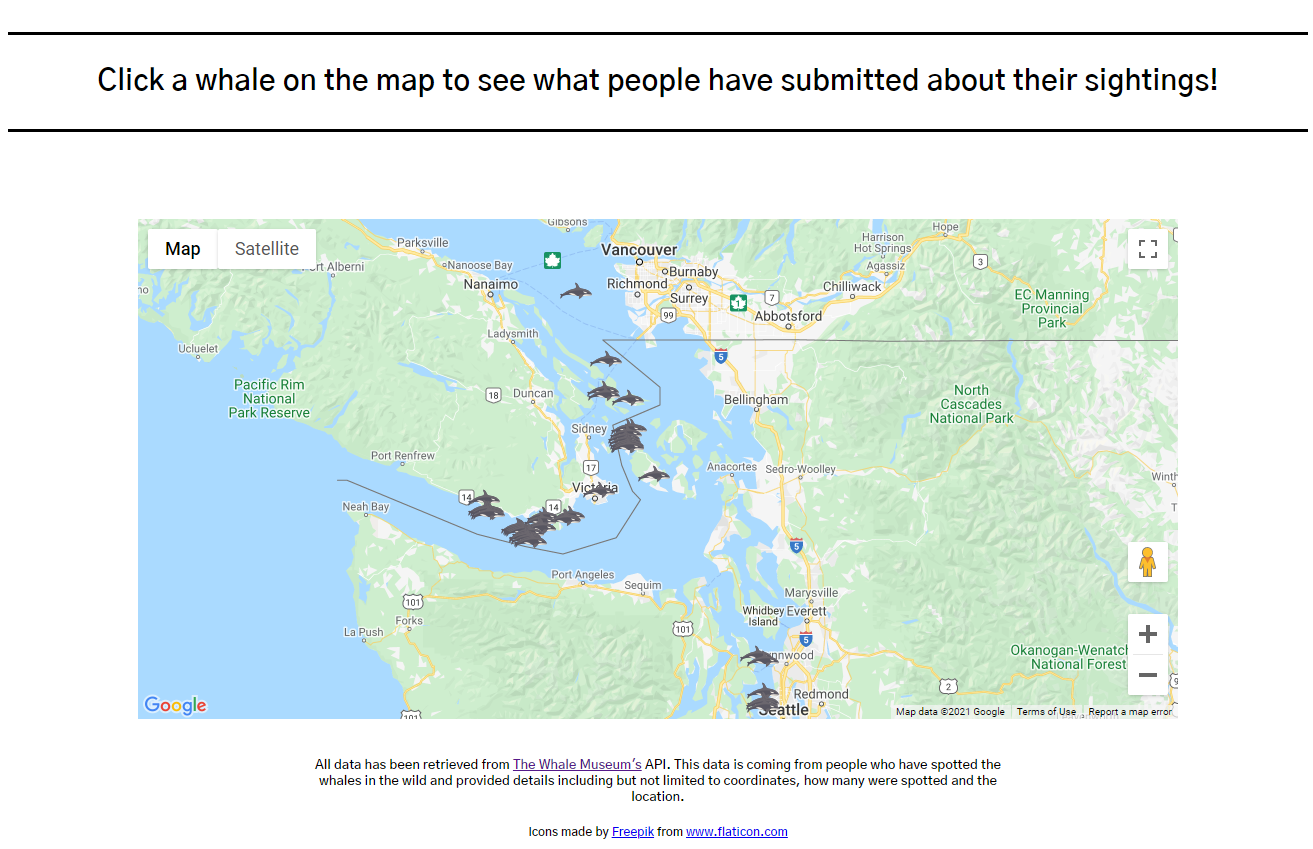 Click a whale on the map to see what people have submitted about their sightings!
Map
Satellite
Gibsons
Parksville
Vancouver
Harrison
Hot Springs
Hope
Port Alberni
Nanoose Bay
Burnaby
Agassiz
3
Nanaimo
Richmond
Surrey
Chilliwack
7
1
EC Manning
Provincial
Park
99
Abbotsford
Ladysmith
Ucluelet
5
Pacific Rim
National
Park Reserve
18
Duncan
Bellingham
North
Cascades
National Park
Sidney
Port Renfrew
17
Anacortes
Sedro-Woolley
Victoria
14
14
Neah Bay
5
Port Angeles
Sequim
Marysville
101
Whidbey
Island
Everett
Forks
La Push
101
5
Okanogan-Wenatch
National Forest
nnwood
2
Redmond
Seattle
101
Google
Map data ©2021 Google
Terms of Use
Report a map error
All data has been retrieved from The Whale Museum's API. This data is coming from people who have spotted the
whales in the wild and provided details including but not limited to coordinates, how many were spotted and the
location.
Icons made by Freepik from www.flaticon.com